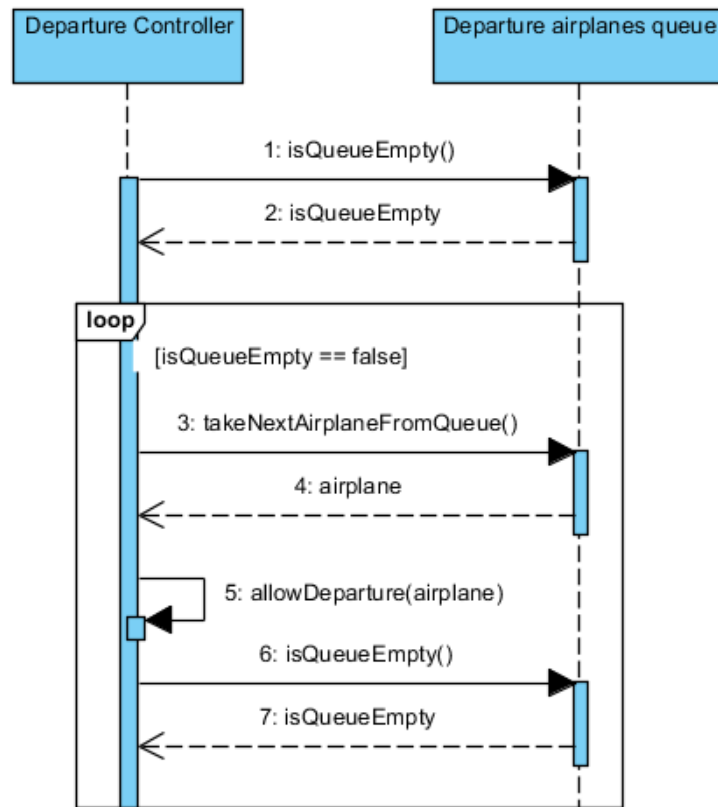 Departure Controller
Departure airplanes queue
1: isQueueEmpty()
2: isQueueEmpty
loop
[isQueueEmpty == false]
3: takeNextAirplaneFromQueue()
4: airplane
5: allowDeparture(airplane)
6: isQueueEmpty()
7: isQueueEmpty